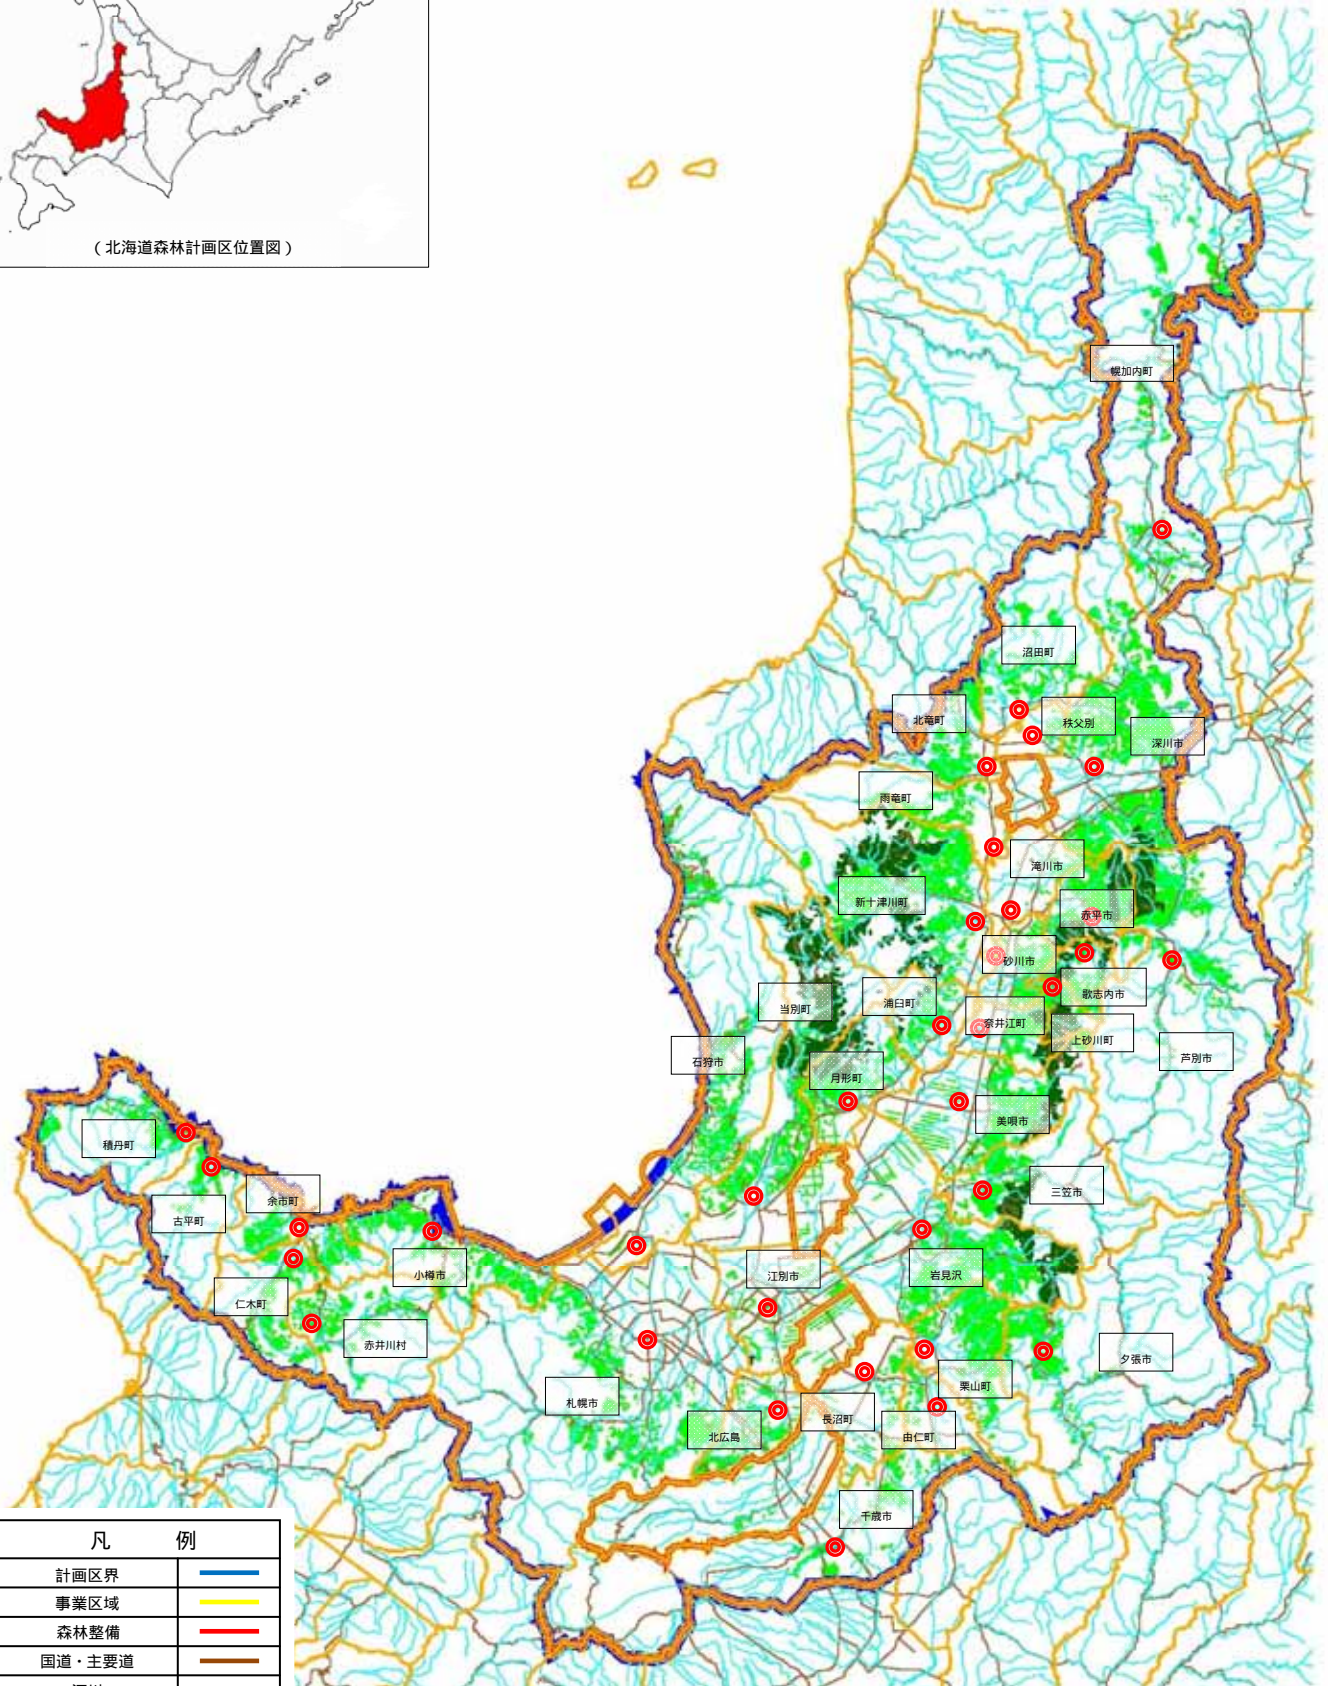 (北海道森林計画区位置図)
幌加内町
沼田町
北竜町
秩父別
深川市
雨竜町
滝川市
新十津川町
赤平市
砂川市
歌志内市
浦臼町
当別町
奈井江町
上砂川町
芦別市
石狩市
月形町
美唄市
積丹町
三笠市
余市町
古平町
江別市
岩見沢
小樽市
仁木町
赤井川村
夕張市
栗山町
札幌市
長沼町
北広島
由仁町
千歳市
凡 例
計画区界
事業区域
森林整備
国道・主要道